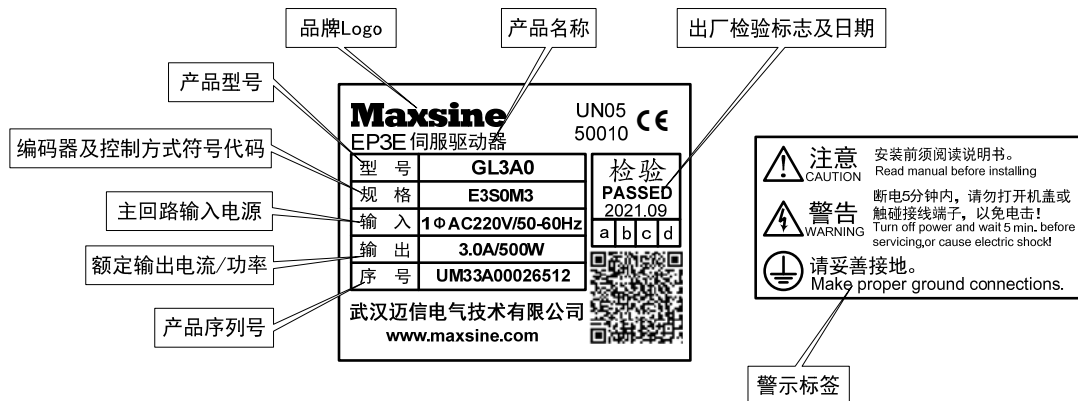 品牌Logo
产品名称
出厂检验标志及日期
产品型号
编码器及控制方式符号代码
主回路输入电源
额定输出电流/功率
产品序列号
Maxsine
EP3E 伺服驱动器
UN05
50010 CE
型 号 GL3A0
规 格 E3S0M3
输 入 1ΦAC220V/50-60Hz
输 出 3.0A/500W
序 号 UM33A00026512
检验
PASSED
2021.09
a b c d
武汉迈信电气技术有限公司
www.maxsine.com
注意
CAUTION
安装前须阅读说明书。
Read manual before installing
警告
WARNING
断电5分钟内，请勿打开机盖或
触碰接线端子，以免电击！
Turn off power and wait 5 min. before
servicing,or cause electric shock!
请妥善接地。
Make proper ground connections.
警示标签